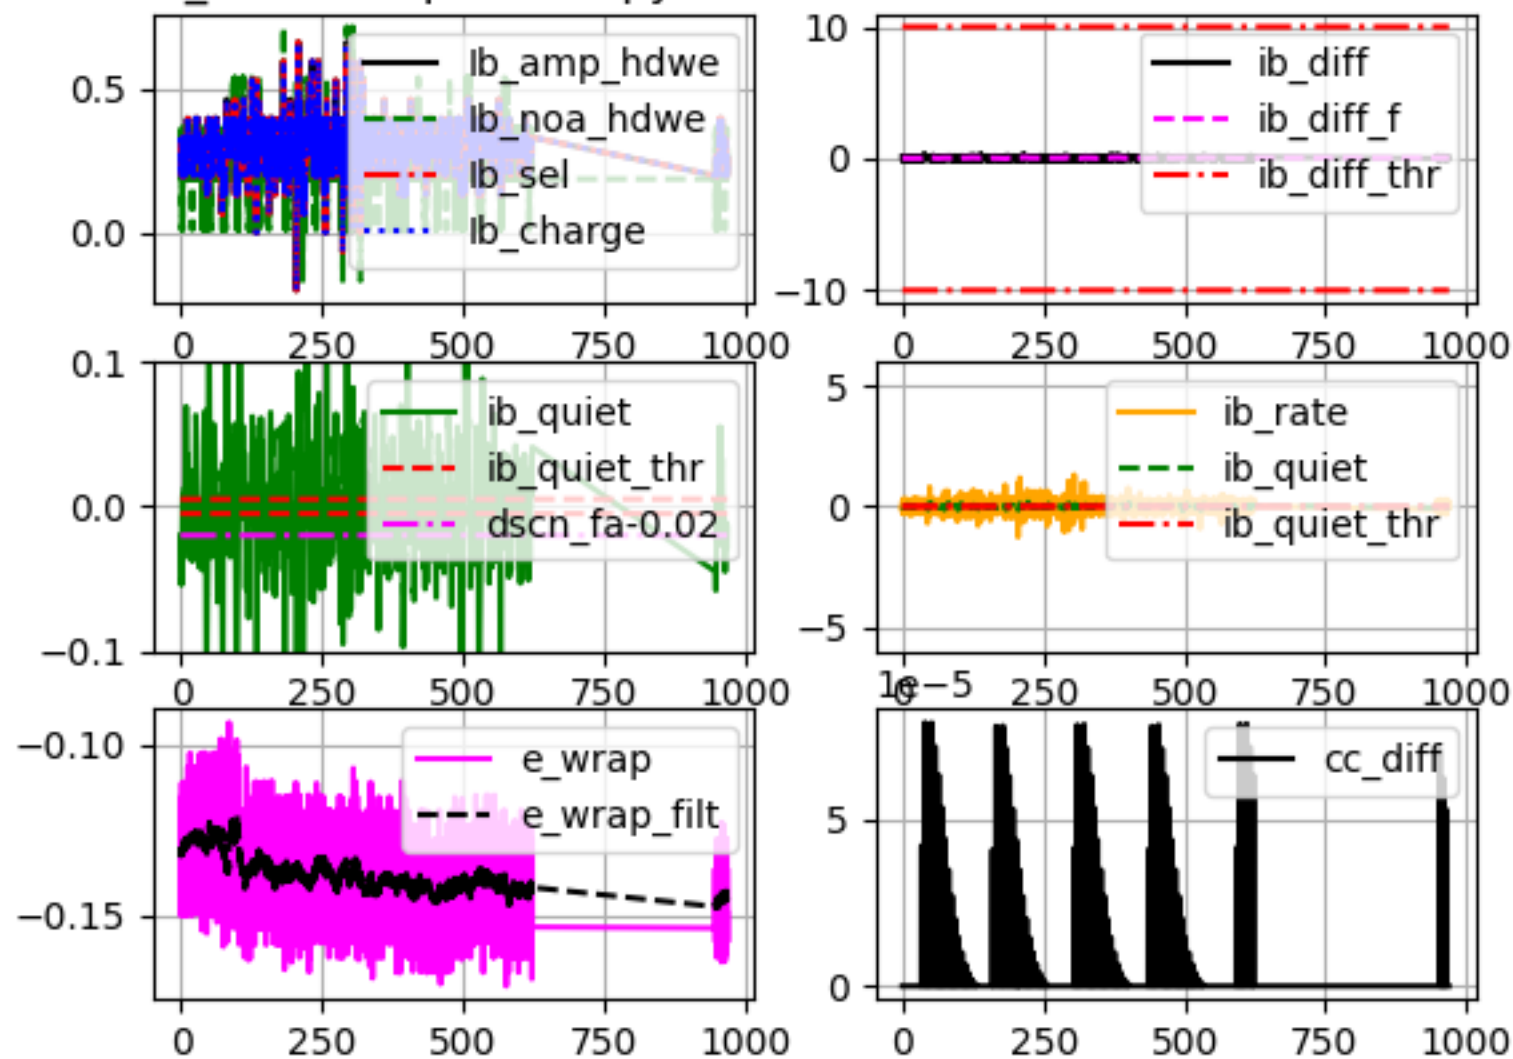 0.5
0.0
Ib_amp_hdwe
Ib_noa_hdwe
Ib_sel
Ib_charge
0 250 500 750 1000
10
0
−10
ib_diff
ib_diff_f
ib_diff_thr
0 250 500 750 1000
0.1
0.0
−0.1
ib_quiet
ib_quiet_thr
dscn_fa-0.02
0 250 500 750 1000
5
0
−5
ib_rate
ib_quiet
ib_quiet_thr
0 250 500 750 1000
−0.10
−0.15
e_wrap
e_wrap_filt
0 250 500 750 1000
1e−5
5
0
cc_diff
0 250 500 750 1000